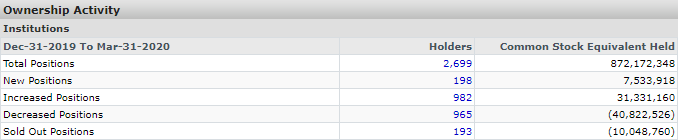 Ownership Activity
Institutions
Dec-31-2019 To Mar-31-2020 Holders Common Stock Equivalent Held
Total Positions 2,699 872,172,348
New Positions 198 7,533,918
Increased Positions 982 31,331,160
Decreased Positions 965 (40,822,526)
Sold Out Positions 193 (10,048,760)